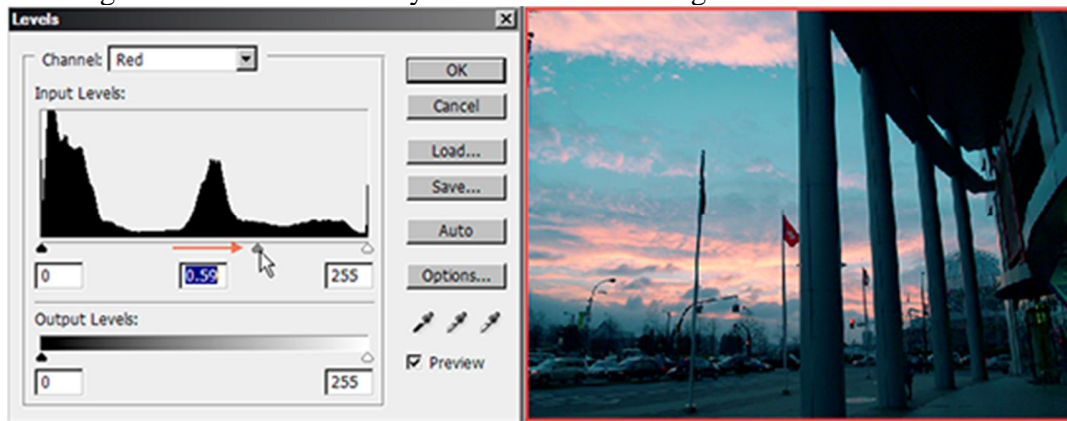 Levels
Channel: Red
Input Levels:
0
0.59
255
Output Levels:
0
255
OK
Cancel
Load...
Save...
Auto
Options...
Preview